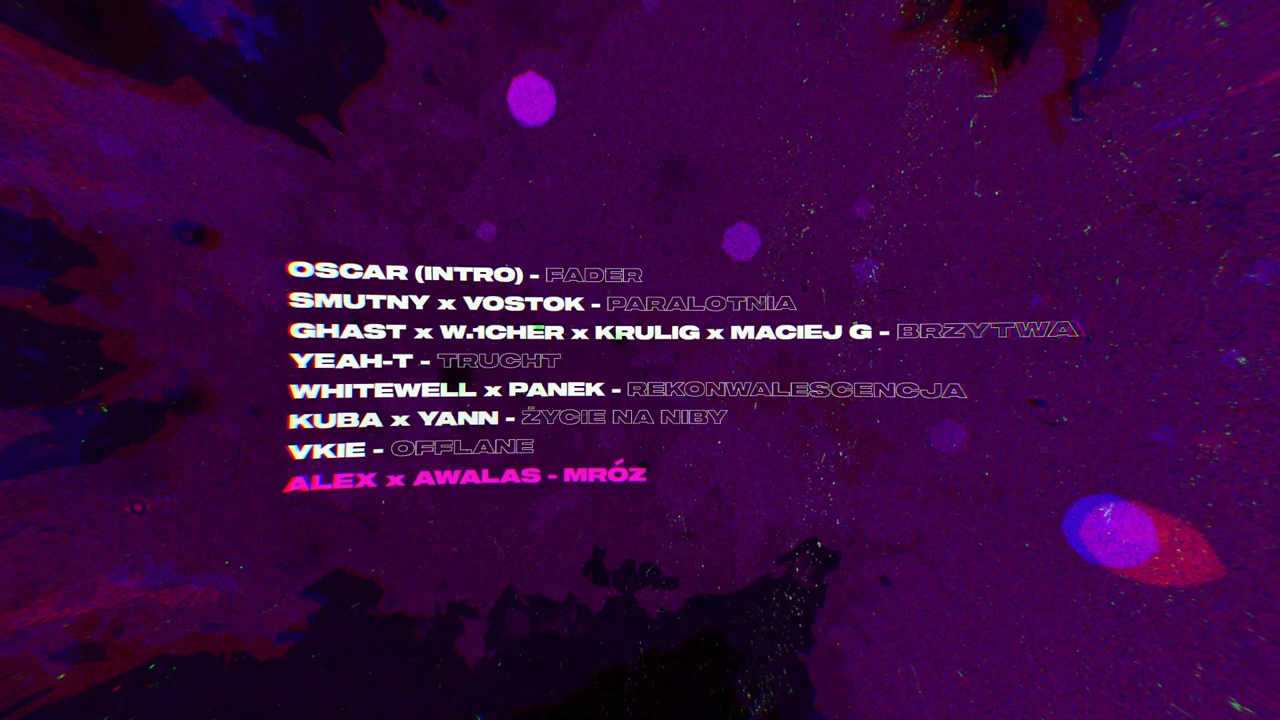 OSCAR (INTRO) - FADER
SMUTNY x VOSTOK - PARALOTNIA
GHAST x W.1CHER x KRULIG x MACIEJ G - BRZYTWA
YEAH-T - TRUCHT
WHITEWELL x PANEK - REKONWALESCENCJA
KUBA x YANN - ŻYCIE NA NIBY
VKIE - OFFLANE
ALEX x AWALAS - MRÓZ